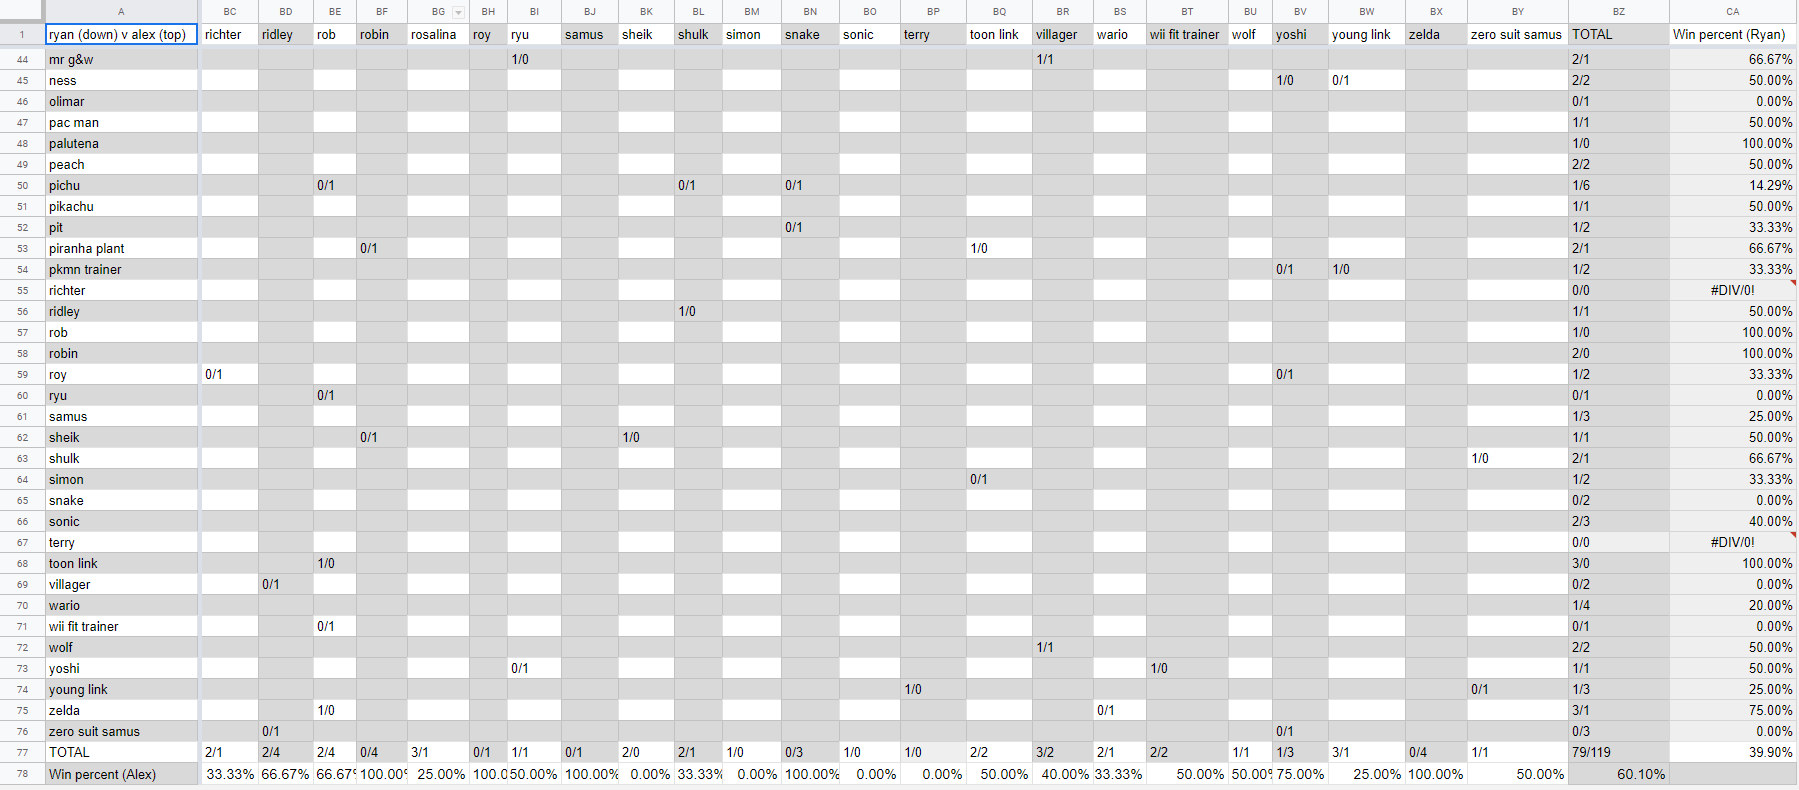 A BC BD BE BF BG BH BI BJ BK BL BM BN BO BP BQ BR BS BT BU BV BW BX BY BZ CA
1 ryan (down) v alex (top) richter ridley rob robin rosalina roy ryu samus sheik shulk simon snake sonic terry toon link villager wario wii fit trainer wolf yoshi young link zelda zero suit samus TOTAL Win percent (Ryan)
44 mr g&w 1/0 1/1 2/1 66.67%
45 ness 1/0 0/1 2/2 50.00%
46 olimar 0/1 0.00%
47 pac man 1/1 50.00%
48 palutena 1/0 100.00%
49 peach 2/2 50.00%
50 pichu 0/1 0/1 0/1 1/6 14.29%
51 pikachu 1/1 50.00%
52 pit 0/1 1/2 33.33%
53 piranha plant 0/1 1/0 2/1 66.67%
54 pkmn trainer 0/1 1/0 1/2 33.33%
55 richter 0/0 #DIV/0!
56 ridley 1/0 1/1 50.00%
57 rob 1/0 100.00%
58 robin 2/0 100.00%
59 roy 0/1 0/1 1/2 33.33%
60 ryu 0/1 0/1 0.00%
61 samus 1/3 25.00%
62 sheik 0/1 1/0 1/1 50.00%
63 shulk 1/0 2/1 66.67%
64 simon 0/1 1/2 33.33%
65 snake 0/2 0.00%
66 sonic 2/3 40.00%
67 terry 0/0 #DIV/0!
68 toon link 1/0 3/0 100.00%
69 villager 0/1 0/2 0.00%
70 wario 1/4 20.00%
71 wii fit trainer 0/1 0/1 0.00%
72 wolf 1/1 2/2 50.00%
73 yoshi 0/1 1/0 1/1 50.00%
74 young link 1/0 0/1 1/3 25.00%
75 zelda 1/0 0/1 3/1 75.00%
76 zero suit samus 0/1 0/1 0/3 0.00%
77 TOTAL 2/1 2/4 2/4 0/4 3/1 0/1 1/1 0/1 2/0 2/1 1/0 0/3 1/0 1/0 2/2 3/2 2/1 2/2 1/1 1/3 3/1 0/4 1/1 79/119 39.90%
78 Win percent (Alex) 33.33% 66.67% 66.67% 100.00% 25.00% 100.0 50.00% 100.00% 0.00% 33.33% 0.00% 100.00% 0.00% 0.00% 50.00% 40.00% 33.33% 50.00% 50.00% 75.00% 25.00% 100.00% 50.00% 60.10%